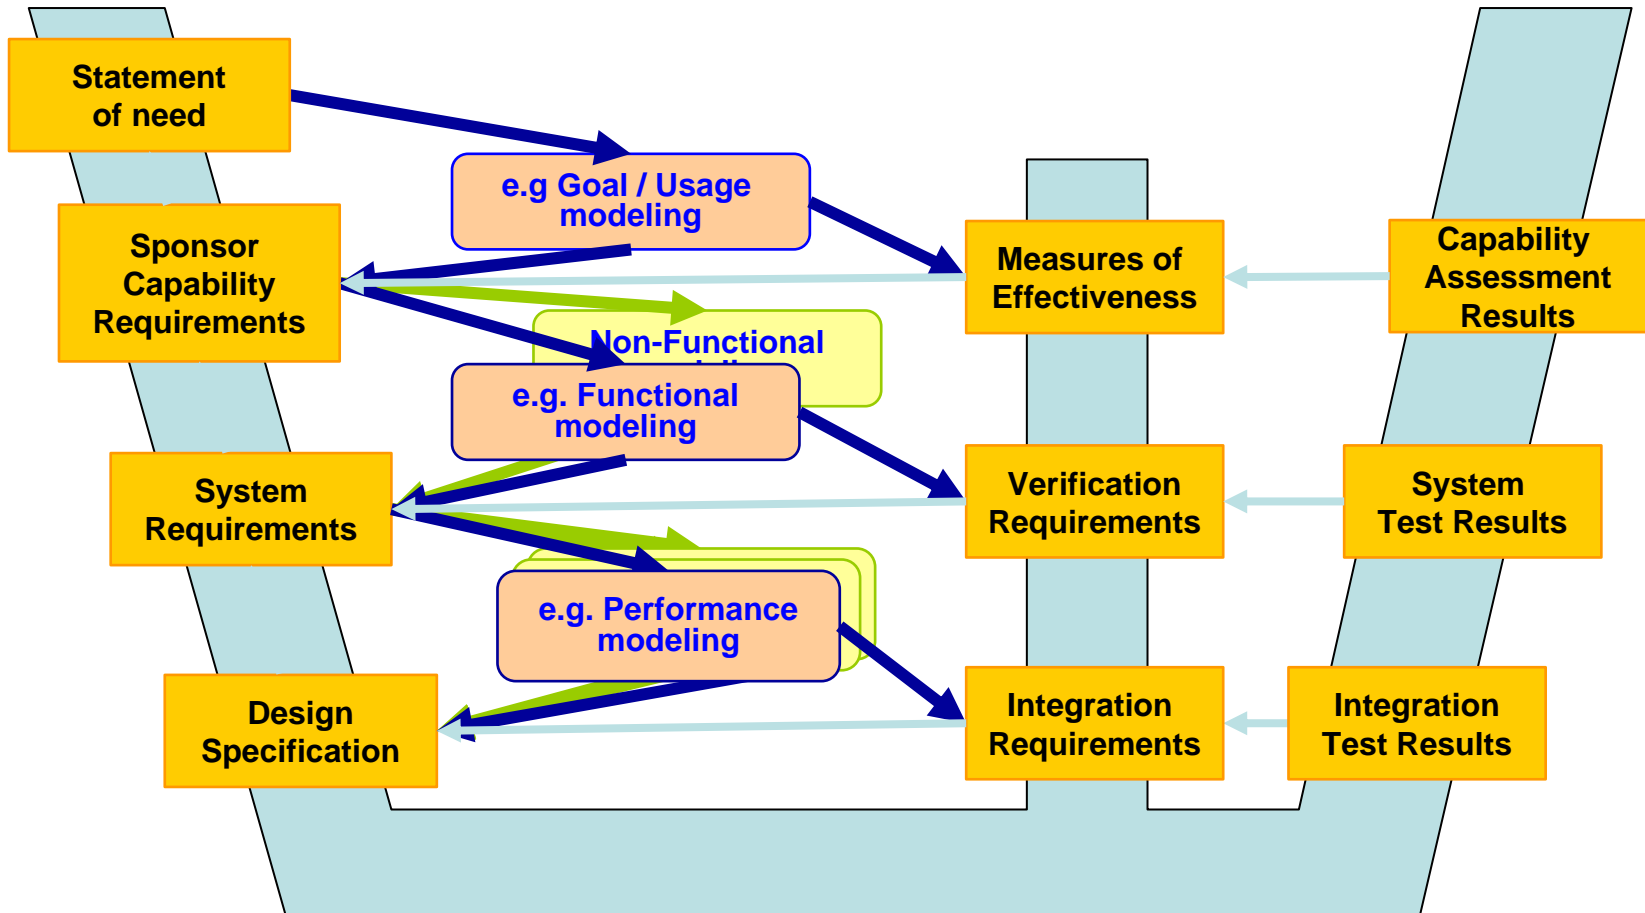 Statement
of need
e.g Goal / Usage
modeling
Sponsor
Capability
Requirements
Measures of
Effectiveness
Capability
Assessment
Results
Non-Functional
e.g. Functional
modeling
System
Requirements
Verification
Requirements
System
Test Results
e.g. Performance
modeling
Design
Specification
Integration
Requirements
Integration
Test Results